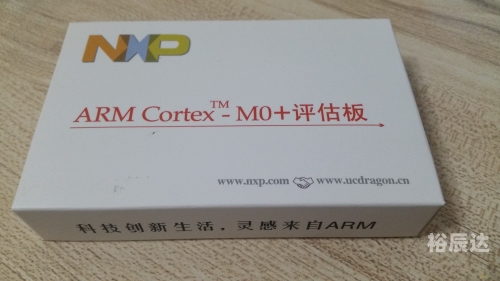 NXP
ARM Cortex™- M0+评估板
www.nxp.com www.ucdragon.cn
科技创新生活，灵感来自ARM
裕辰达